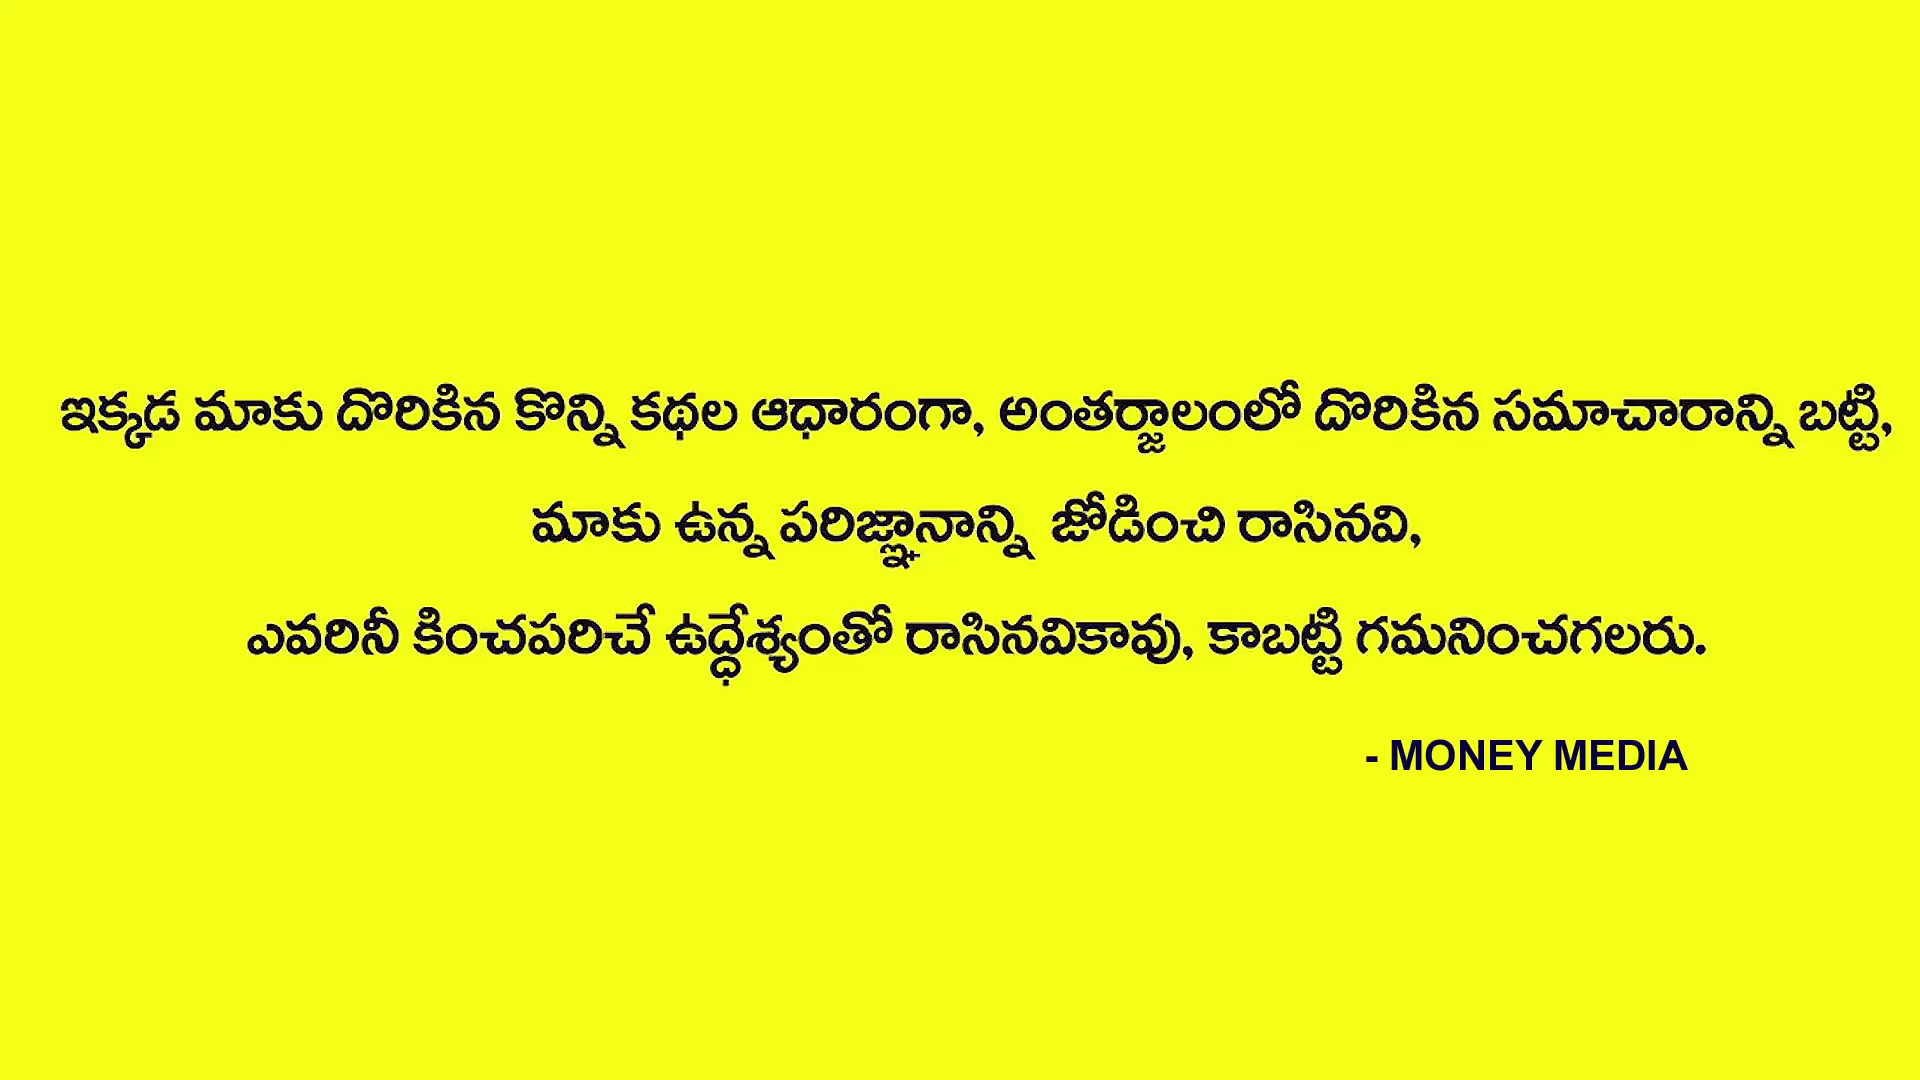 ఇక్కడ మాకు దొరికిన కొన్ని కథల ఆధారంగా, అంతర్జాలంలో దొరికిన సమాచారాన్ని బట్టి,
మాకు ఉన్న పరిజ్ఞానాన్ని జోడించి రాసినవి,
ఎవరినీ కించపరిచే ఉద్ధేశ్యంతో రాసినవికావు, కాబట్టి గమనించగలరు.
- MONEY MEDIA